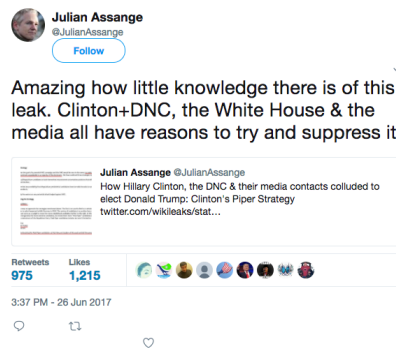 Julian Assange
@JulianAssange
Follow
Amazing how little knowledge there is of this
leak. Clinton+DNC, the White House & the
media all have reasons to try and suppress it
Julian Assange @JulianAssange
How Hillary Clinton, the DNC & their media contacts colluded to
elect Donald Trump: Clinton's Piper Strategy
twitter.com/wikileaks/stat…
Retweets Likes
975 1,215
3:37 PM - 26 Jun 2017